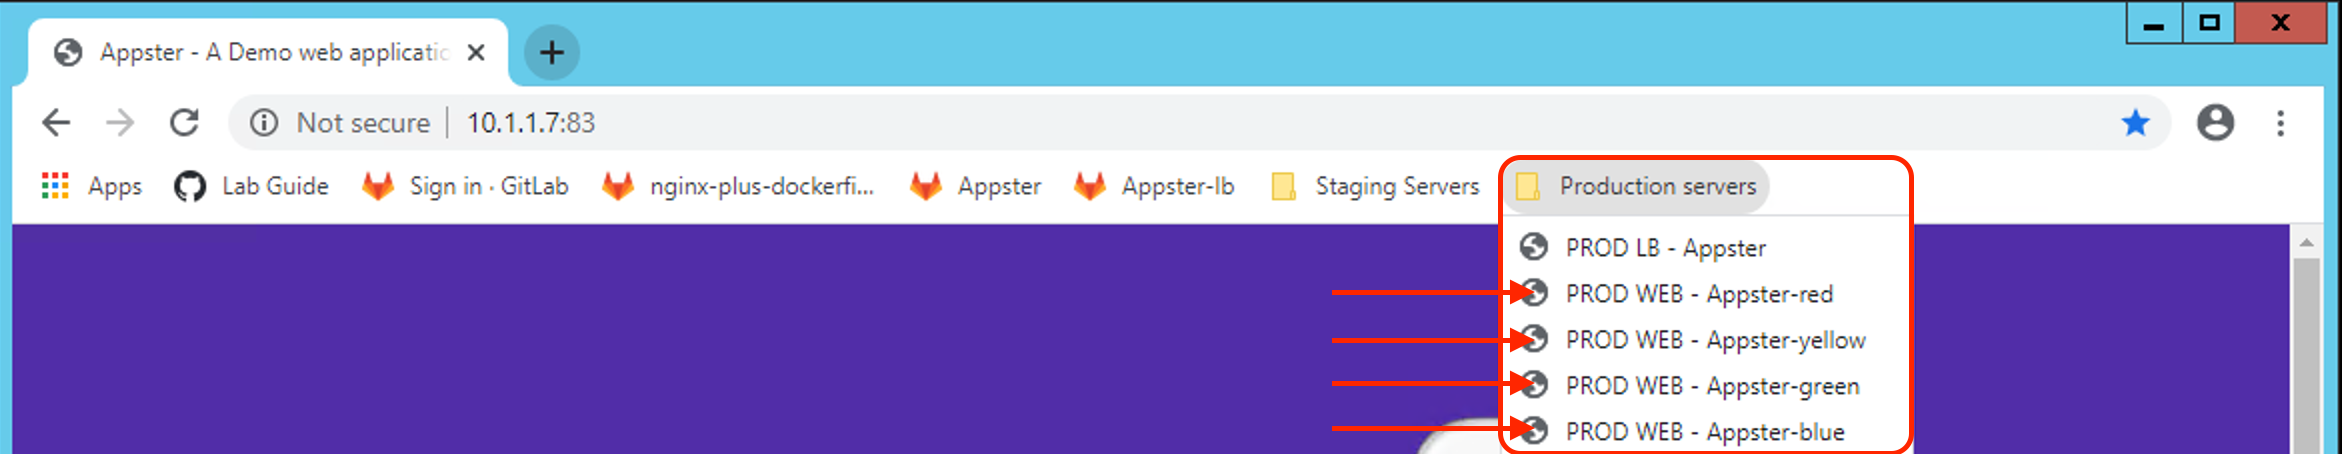 Appster - A Demo web applicatic
Not secure | 10.1.1.7:83
Apps Lab Guide Sign in · GitLab nginx-plus-dockerfi... Appster Appster-lb Staging Servers Production servers
PROD LB - Appster
PROD WEB - Appster-red
PROD WEB - Appster-yellow
PROD WEB - Appster-green
PROD WEB - Appster-blue